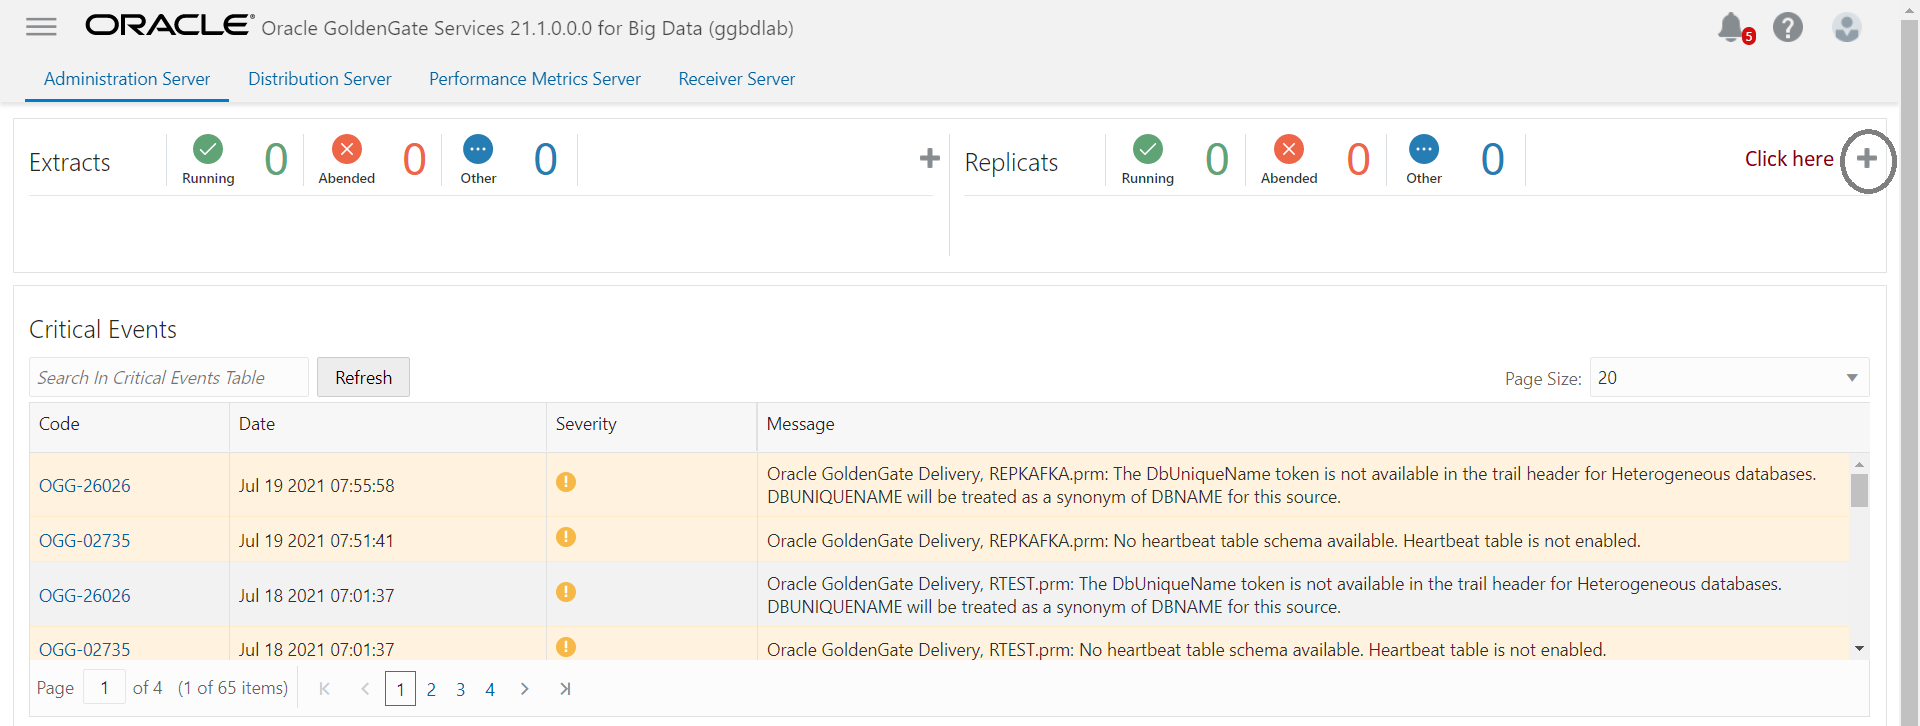 ORACLE® Oracle GoldenGate Services 21.1.0.0.0 for Big Data (ggbdlab)
5
?
Administration Server Distribution Server Performance Metrics Server Receiver Server
Extracts
Running
0
Abended
0
Other
0
Replicats
Running
0
Abended
0
Other
0
Click here
Critical Events
Search In Critical Events Table
Refresh
Page Size: 20
Code Date Severity Message
OGG-26026 Jul 19 2021 07:55:58 Oracle GoldenGate Delivery, REPKAFKA.prm: The DbUniqueName token is not available in the trail header for Heterogeneous databases.
DBUNIQUENAME will be treated as a synonym of DBNAME for this source.
OGG-02735 Jul 19 2021 07:51:41 Oracle GoldenGate Delivery, REPKAFKA.prm: No heartbeat table schema available. Heartbeat table is not enabled.
OGG-26026 Jul 18 2021 07:01:37 Oracle GoldenGate Delivery, RTEST.prm: The DbUniqueName token is not available in the trail header for Heterogeneous databases.
DBUNIQUENAME will be treated as a synonym of DBNAME for this source.
OGG-02735 Jul 18 2021 07:01:37 Oracle GoldenGate Delivery, RTEST.prm: No heartbeat table schema available. Heartbeat table is not enabled.
Page 1 of 4 (1 of 65 items) 1 2 3 4